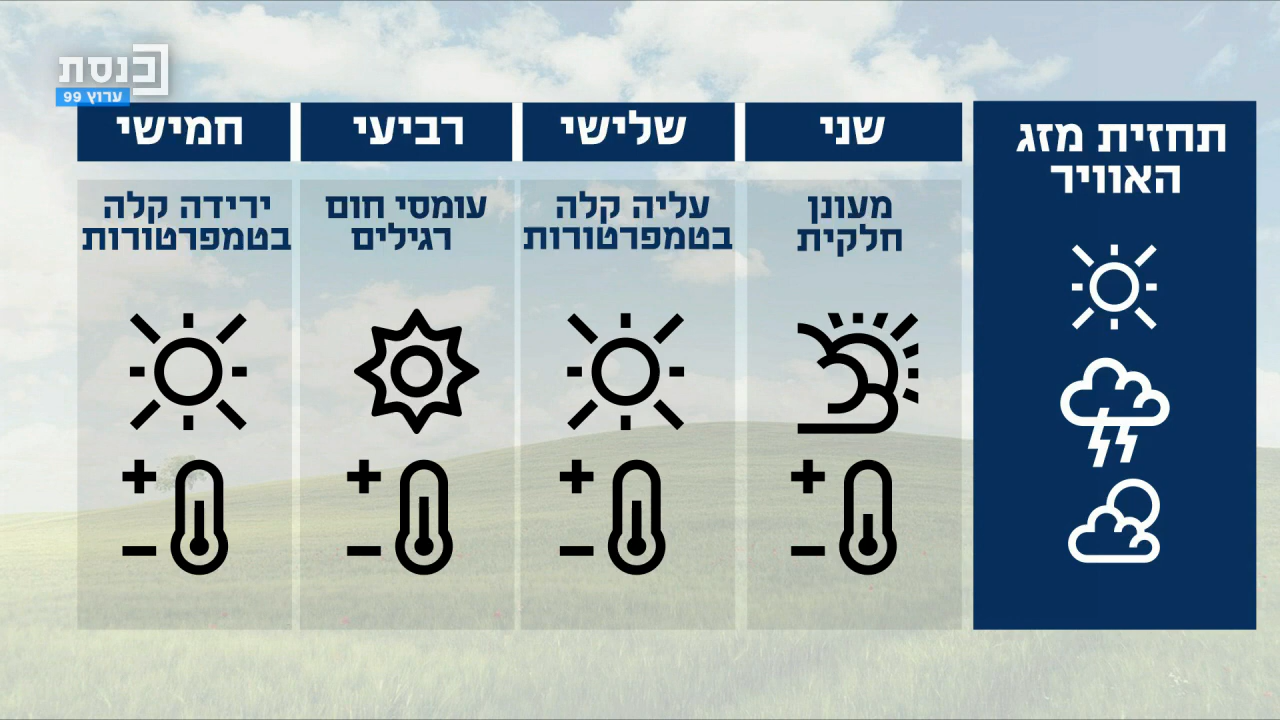 כנסת
ערוץ 99
תחזית מזג
האוויר
שני
מעונן
חלקית
שלישי
עליה קלה
בטמפרטורות
רביעי
עומסי חום
רגילים
חמישי
ירידה קלה
בטמפרטורות